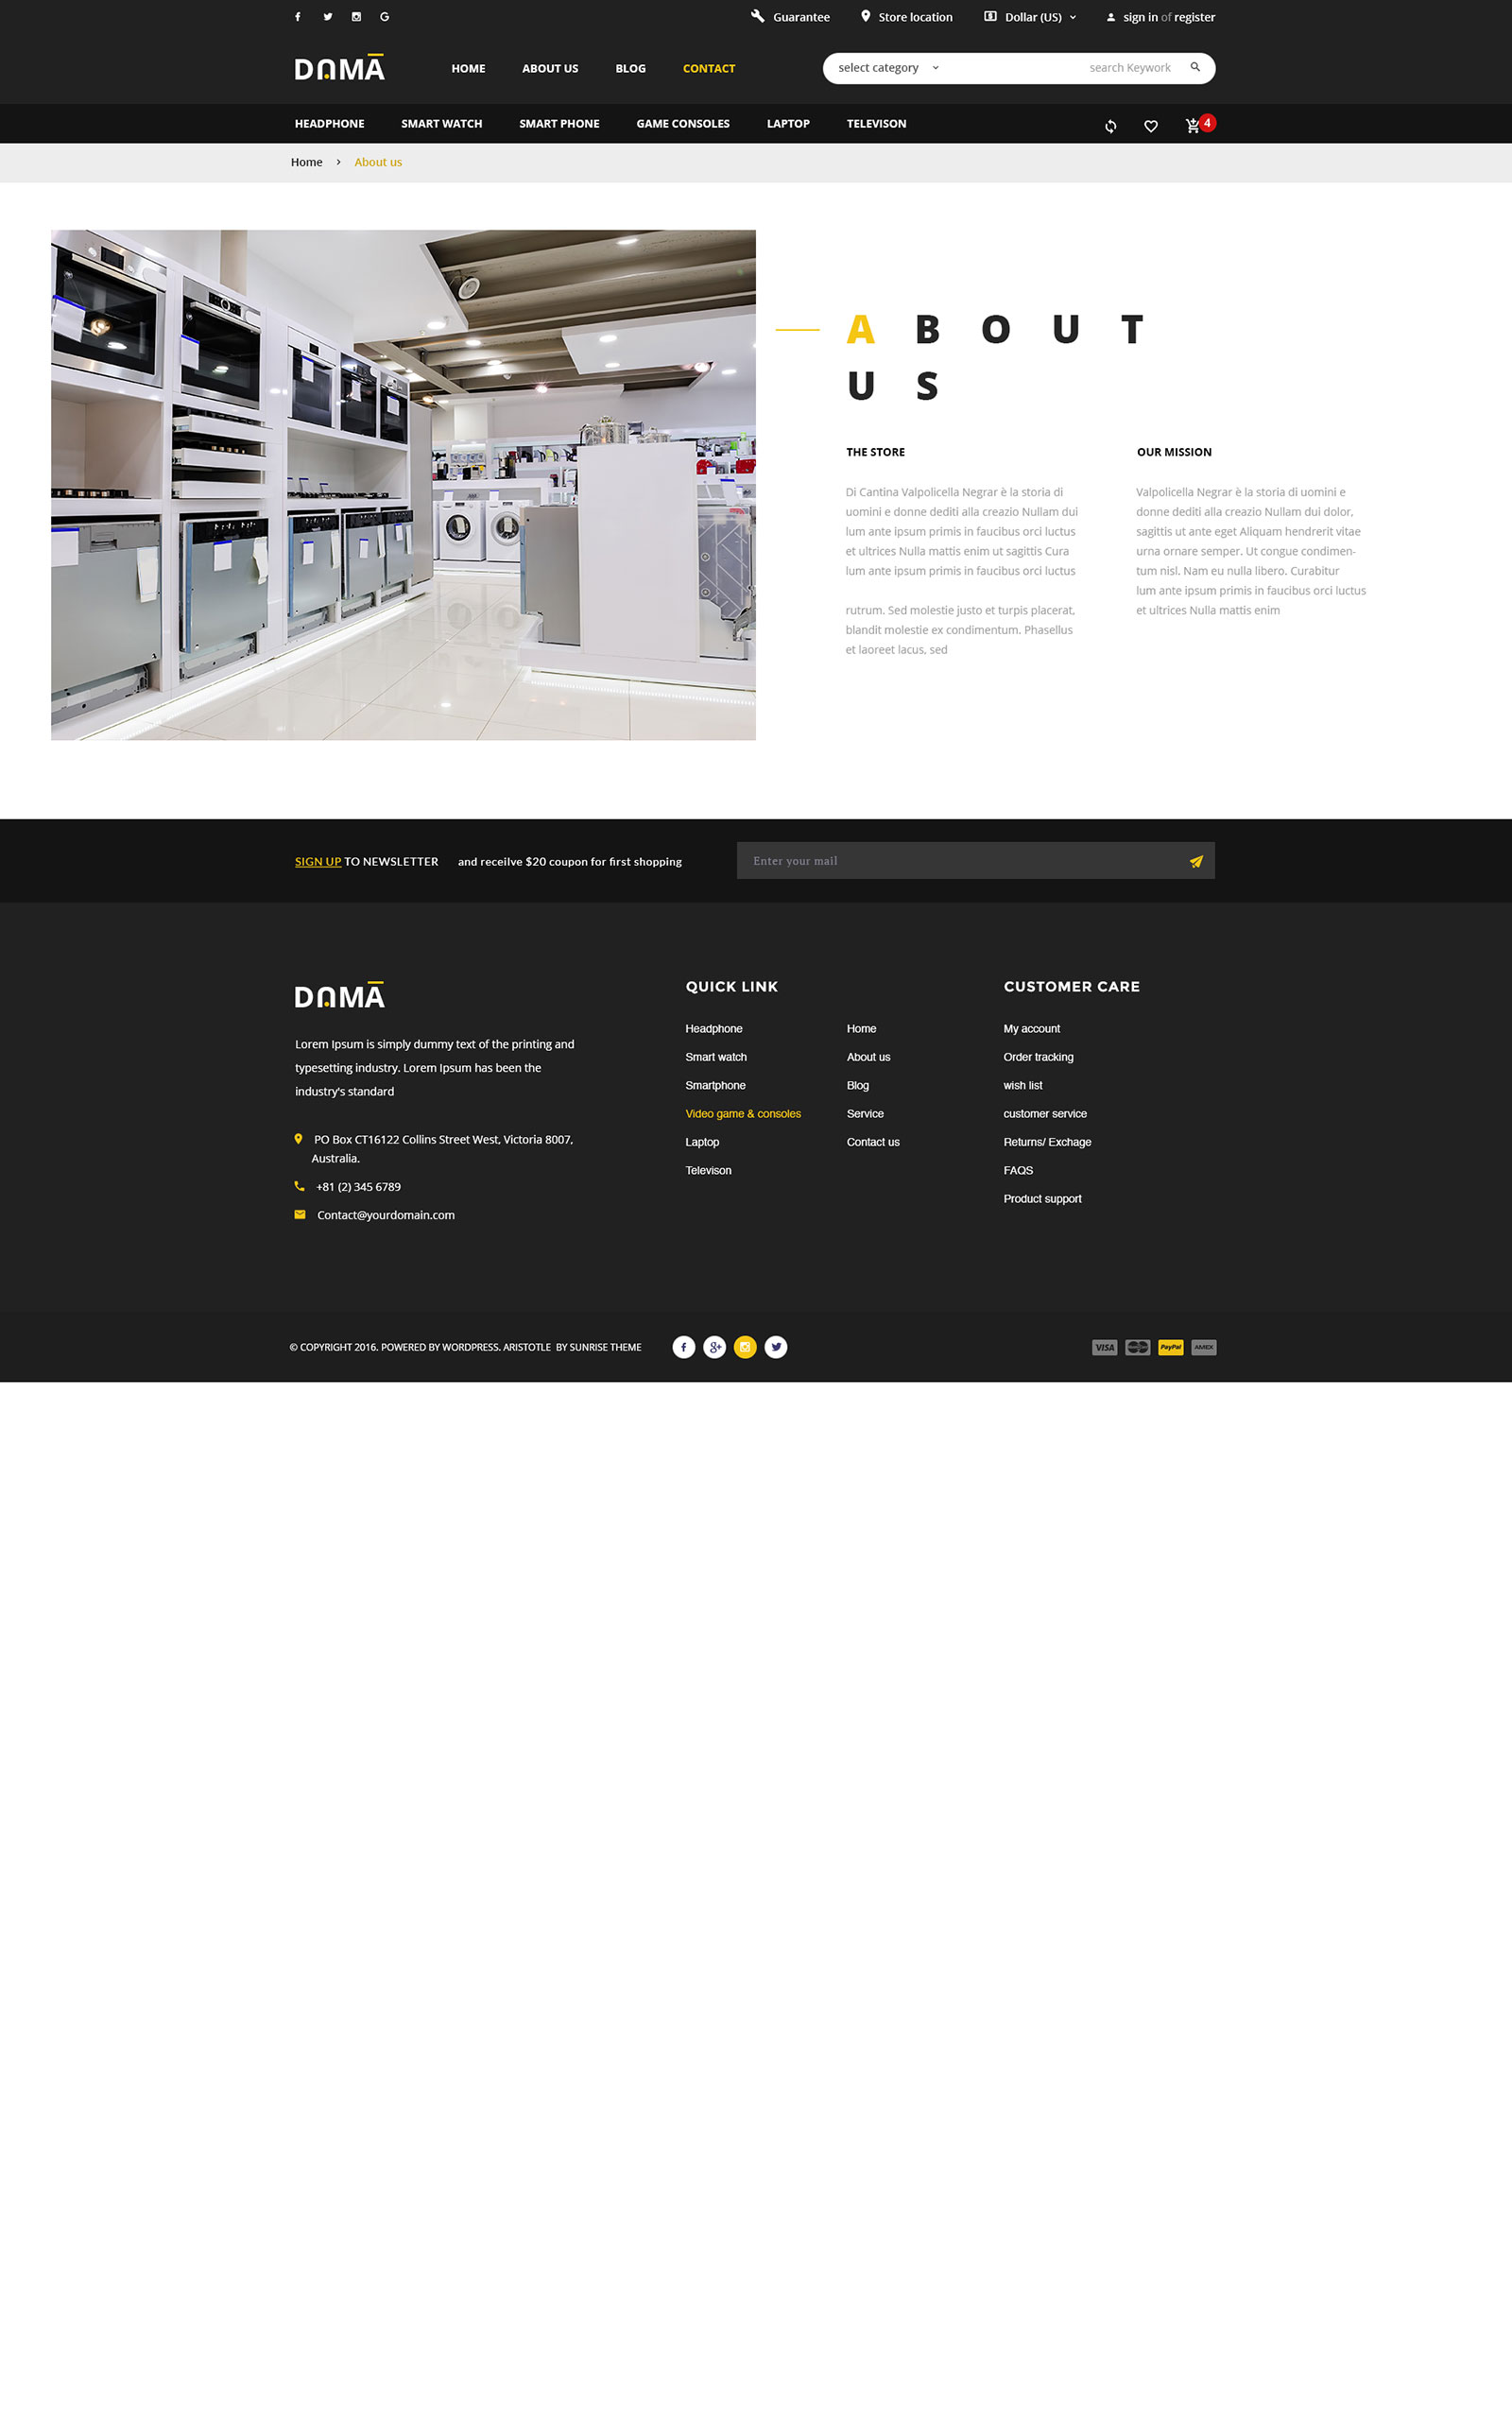 Guarantee Store location Dollar (US) sign in of register
DAMA HOME ABOUT US BLOG CONTACT select category search Keywork
HEADPHONE SMART WATCH SMART PHONE GAME CONSOLES LAPTOP TELEVISON 4
Home > About us
ABOUT
US
THE STORE
Di Cantina Valpolicella Negrar è la storia di
uomini e donne dediti alla creazio Nullam dui
lum ante ipsum primis in faucibus orci luctus
et ultrices Nulla mattis enim ut sagittis Cura
lum ante ipsum primis in faucibus orci luctus
rutrum. Sed molestie justo et turpis placerat,
blandit molestie ex condimentum. Phasellus
et laoreet lacus, sed
OUR MISSION
Valpolicella Negrar è la storia di uomini e
donne dediti alla creazio Nullam dui dolor,
sagittis ut ante eget Aliquam hendrerit vitae
urna ornare semper. Ut congue condimen-
tum nisl. Nam eu nulla libero. Curabitur
lum ante ipsum primis in faucibus orci luctus
et ultrices Nulla mattis enim
SIGN UP TO NEWSLETTER and receilve $20 coupon for first shopping Enter your mail
DAMA
Lorem Ipsum is simply dummy text of the printing and
typesetting industry. Lorem Ipsum has been the
industry's standard
PO Box CT16122 Collins Street West, Victoria 8007,
Australia.
+81 (2) 345 6789
Contact@yourdomain.com
QUICK LINK
Headphone
Smart watch
Smartphone
Video game & consoles
Laptop
Televison
Home
About us
Blog
Service
Contact us
CUSTOMER CARE
My account
Order tracking
wish list
customer service
Returns/ Exchage
FAQS
Product support
© COPYRIGHT 2016. POWERED BY WORDPRESS. ARISTOTLE BY SUNRISE THEME VISA PayPal AMEX